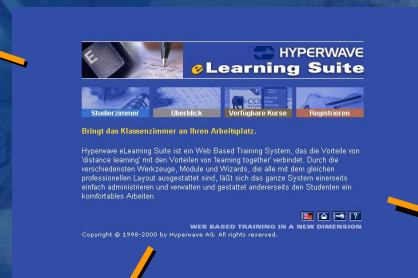 HYPERWAVE
eLearning Suite
Studierzimmer Überblick Verfügbare Kurse Registrieren
Bringt das Klassenzimmer an Ihren Arbeitsplatz.
Hyperwave eLearning Suite ist ein Web Based Training System, das die Vorteile von
'distance learning' mit den Vorteilen von 'learning together' verbindet. Durch die
verschiedensten Werkzeuge, Module und Wizards, die alle mit dem gleichen
professionellen Layout ausgestattet sind, läßt sich das ganze System einerseits
einfach administrieren und verwalten und gestattet andererseits den Studenten ein
komfortables Arbeiten.
?
WEB BASED TRAINING IN A NEW DIMENSION
Copyright © 1998-2000 by Hyperwave AG. All rights reserved.